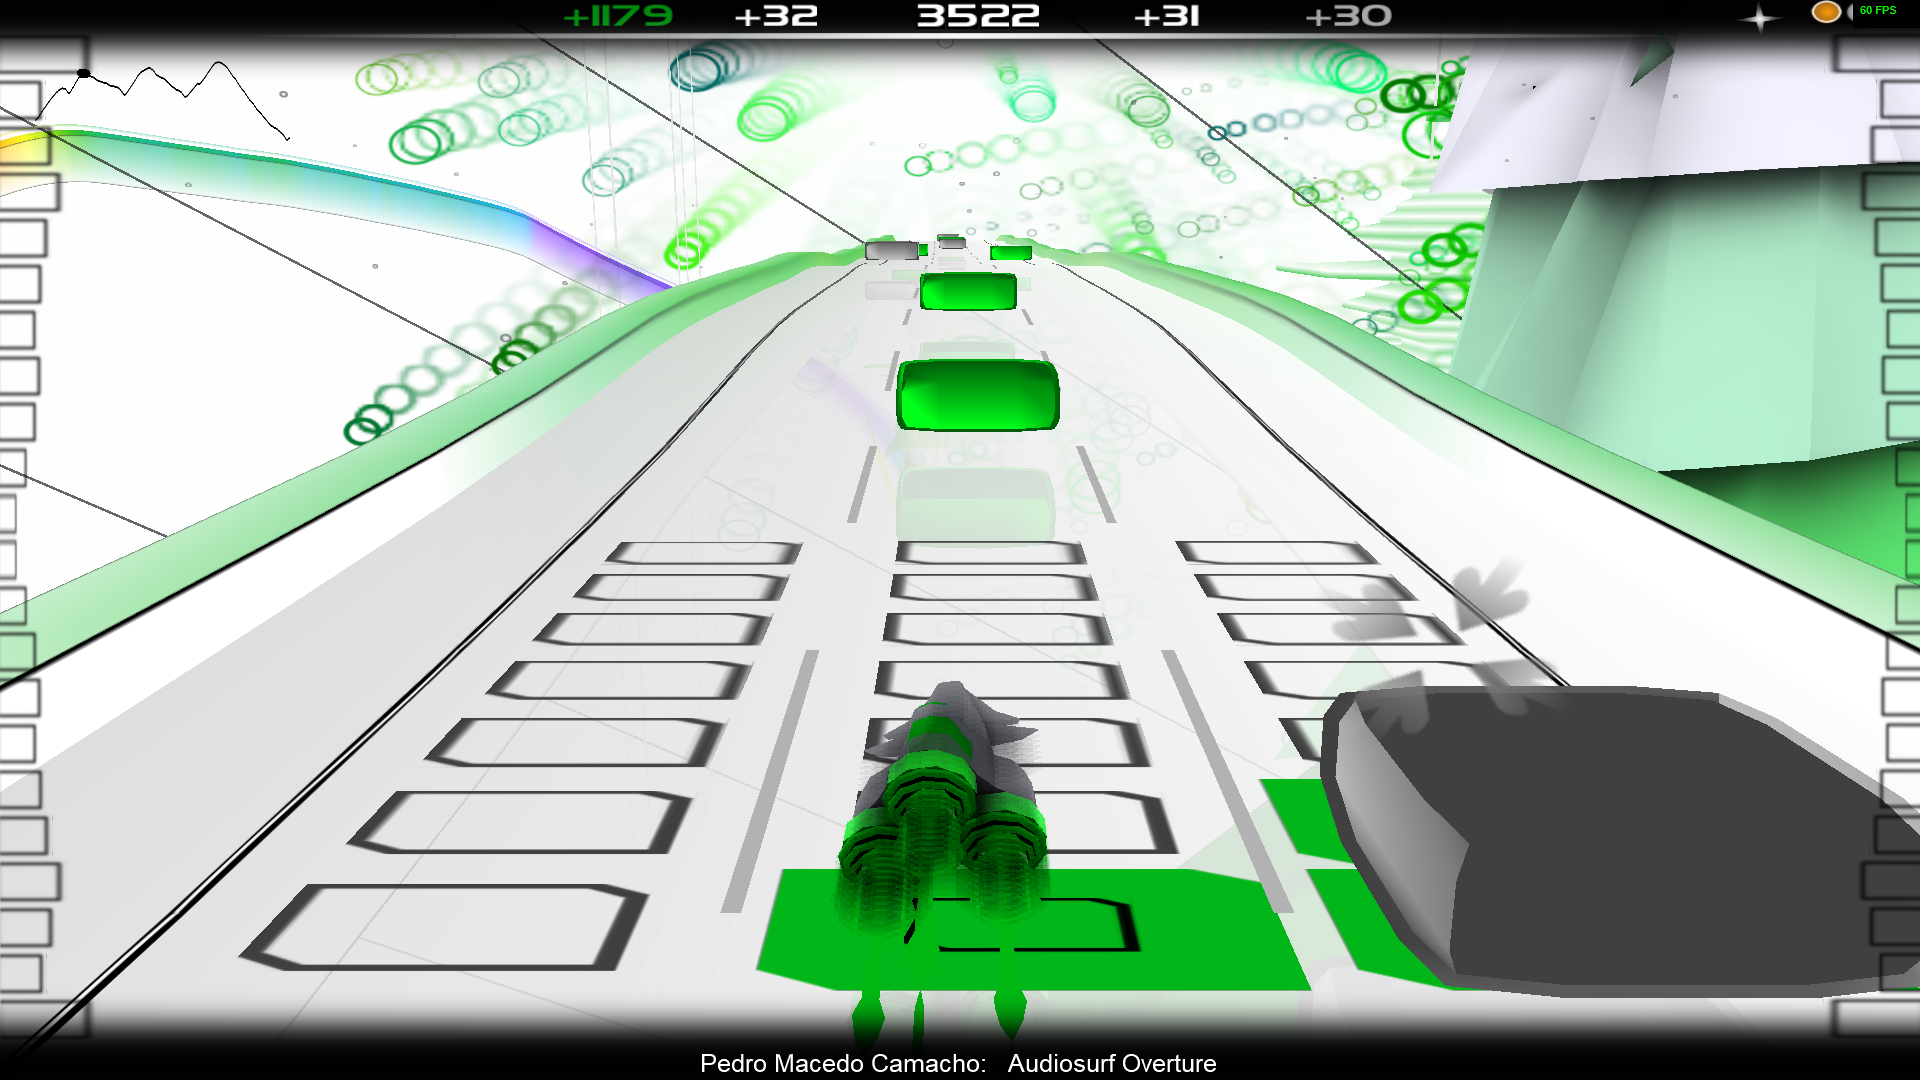 +1179 +32 3522 +31 +30
60 FPS
Pedro Macedo Camacho: Audiosurf Overture